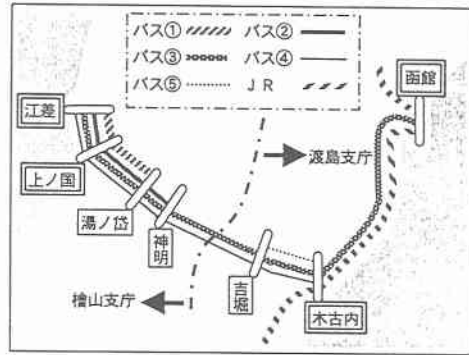 バス① バス②
バス③ バス④
バス⑤ JR
函館
江差
渡島支庁
上ノ国
湯ノ岱
神明
吉堀
檜山支庁
木古内